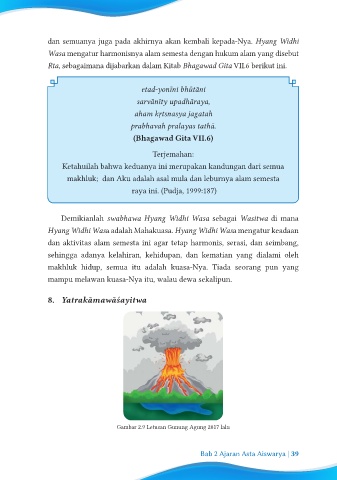 dan semuanya juga pada akhirnya akan kembali kepada-Nya. Hyang Widhi
Wasa mengatur harmonisnya alam semesta dengan hukum alam yang disebut
Rta, sebagaimana dijabarkan dalam Kitab Bhagawad Gita VII.6 berikut ini.
etad-yonīni bhūtāni
sarvānīty upadhāraya,
aham kṛtsnasya jagatah
prabhavah pralayas tathā.
(Bhagawad Gita VII.6)
Terjemahan:
Ketahuilah bahwa keduanya ini merupakan kandungan dari semua
makhluk; dan Aku adalah asal mula dan leburnya alam semesta
raya ini. (Pudja, 1999:187)
Demikianlah swabhawa Hyang Widhi Wasa sebagai Wasitwa di mana
Hyang Widhi Wasa adalah Mahakuasa. Hyang Widhi Wasa mengatur keadaan
dan aktivitas alam semesta ini agar tetap harmonis, serasi, dan seimbang,
sehingga adanya kelahiran, kehidupan, dan kematian yang dialami oleh
makhluk hidup, semua itu adalah kuasa-Nya. Tiada seorang pun yang
mampu melawan kuasa-Nya itu, walau dewa sekalipun.
8. Yatrakāmawāśayitwa
Gambar 2.9 Letusan Gunung Agung 2017 lalu
Bab 2 Ajaran Asta Aiswarya | 39